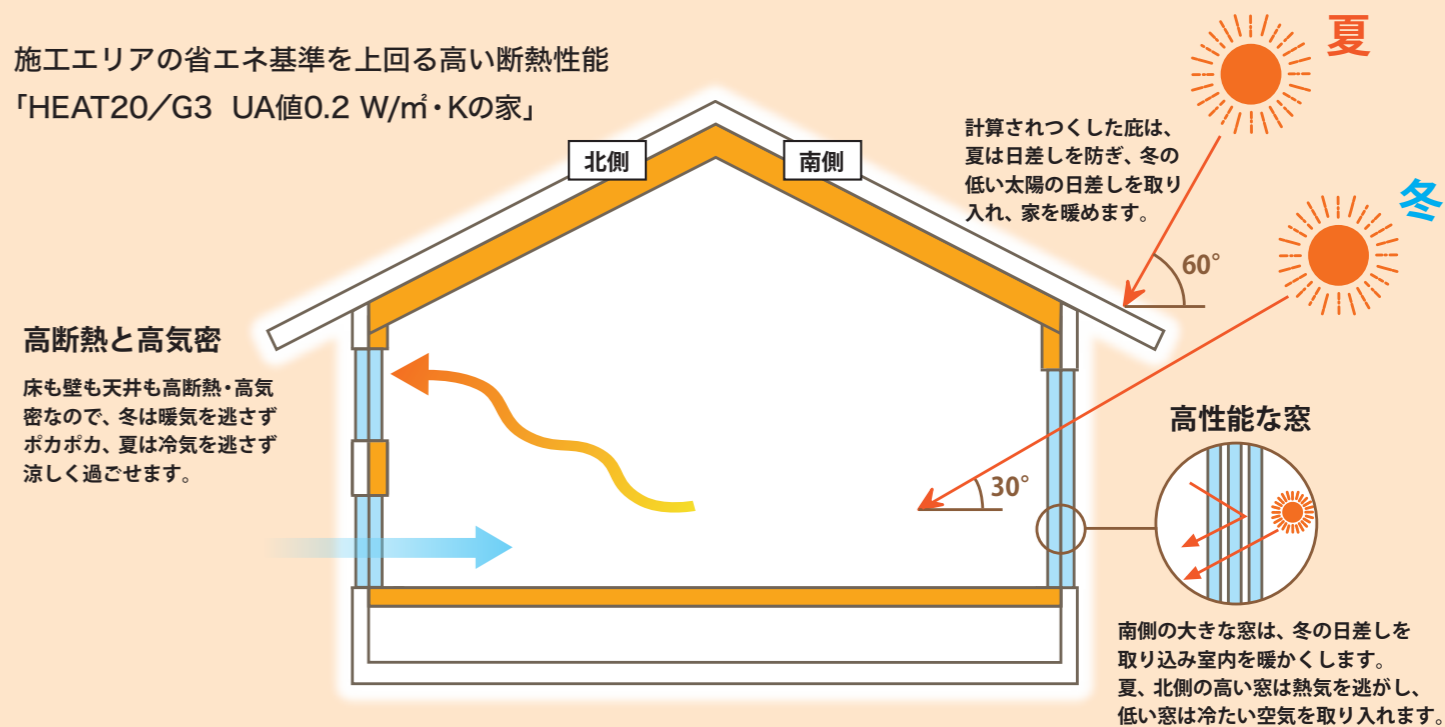 施工エリアの省エネ基準を上回る高い断熱性能
「HEAT20／G3 UA値0.2 W/㎡・Kの家」
夏
冬
計算されつくした庇は、
夏は日差しを防ぎ、冬の
低い太陽の日差しを取り
入れ、家を暖めます。
北側
南側
60°
30°
高断熱と高気密
床も壁も天井も高断熱・高気
密なので、冬は暖気を逃さず
ポカポカ、夏は冷気を逃さず
涼しく過ごせます。
高性能な窓
南側の大きな窓は、冬の日差しを
取り込み室内を暖かくします。
夏、北側の高い窓は熱気を逃がし、
低い窓は冷たい空気を取り入れます。